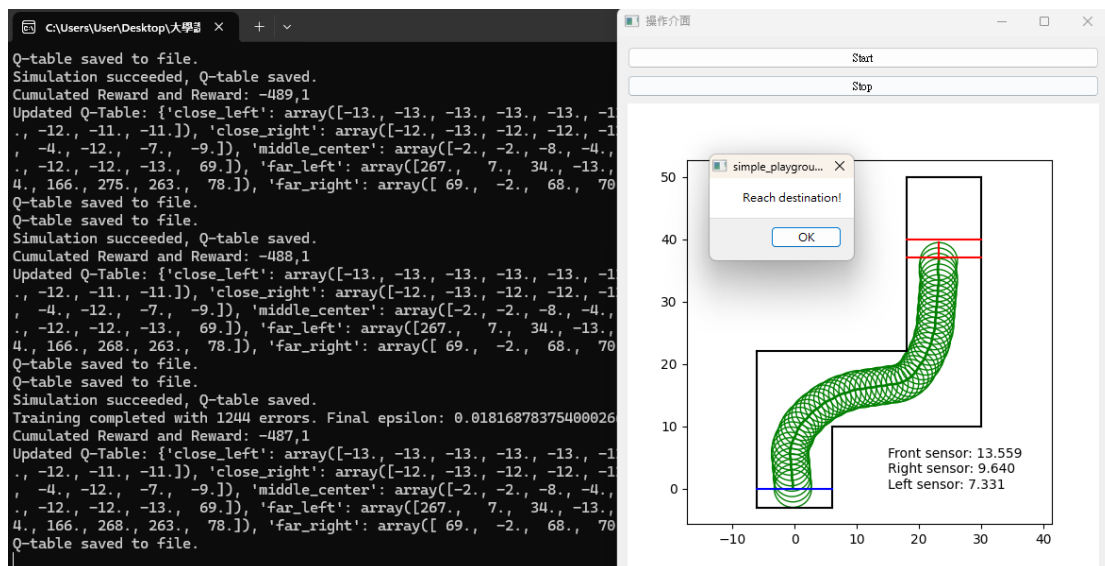 C:\Users\User\Desktop\大學
Q-table saved to file.
Simulation succeeded, Q-table saved.
Cumulated Reward and Reward: -489,1
Updated Q-Table: {'close_left': array([-13., -13., -13., -13., -13.,
., -12., -11., -11.]), 'close_right': array([-12., -13., -12., -12.,
, -4., -12., -7., -9.]), 'middle_center': array([-2., -2., -8., -4.,
., -12., -12., -13., 69.]), 'far_left': array([267., 7., 34., -13.,
4., 166., 275., 263., 78.]), 'far_right': array([ 69., -2., 68., 70
Q-table saved to file.
Q-table saved to file.
Simulation succeeded, Q-table saved.
Cumulated Reward and Reward: -488,1
Updated Q-Table: {'close_left': array([-13., -13., -13., -13., -13.,
., -12., -11., -11.]), 'close_right': array([-12., -13., -12., -12.,
, -4., -12., -7., -9.]), 'middle_center': array([-2., -2., -8., -4.,
., -12., -12., -13., 69.]), 'far_left': array([267., 7., 34., -13.,
4., 166., 268., 263., 78.]), 'far_right': array([ 69., -2., 68., 70
Q-table saved to file.
Q-table saved to file.
Simulation succeeded, Q-table saved.
Training completed with 1244 errors. Final epsilon: 0.01816878375400026
Cumulated Reward and Reward: -487,1
Updated Q-Table: {'close_left': array([-13., -13., -13., -13., -13.,
., -12., -11., -11.]), 'close_right': array([-12., -13., -12., -12.,
, -4., -12., -7., -9.]), 'middle_center': array([-2., -2., -8., -4.,
., -12., -12., -13., 69.]), 'far_left': array([267., 7., 34., -13.,
4., 166., 268., 263., 78.]), 'far_right': array([ 69., -2., 68., 70
Q-table saved to file.
操作介面
Start
Stop
simple_playgrou...
Reach destination!
OK
50
40
30
20
10
0
Front sensor: 13.559
Right sensor: 9.640
Left sensor: 7.331
-10 0 10 20 30 40